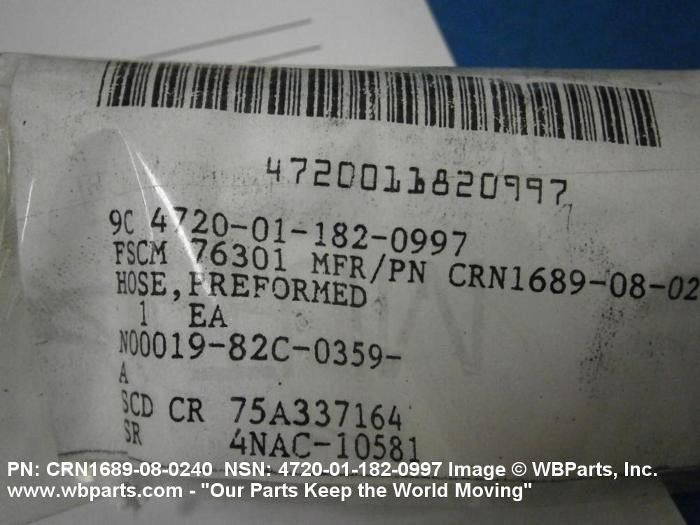 4720011820997
9C 4720-01-182-0997
FSCM 76301 MFR/PN CRN1689-08-02
HOSE, PREFORMED
1 EA
N00019-82C-0359-
A
SCD CR 75A337164
SR 4NAC-10581
PN: CRN1689-08-0240 NSN: 4720-01-182-0997 Image © WBParts, Inc.
www.wbparts.com - "Our Parts Keep the World Moving"